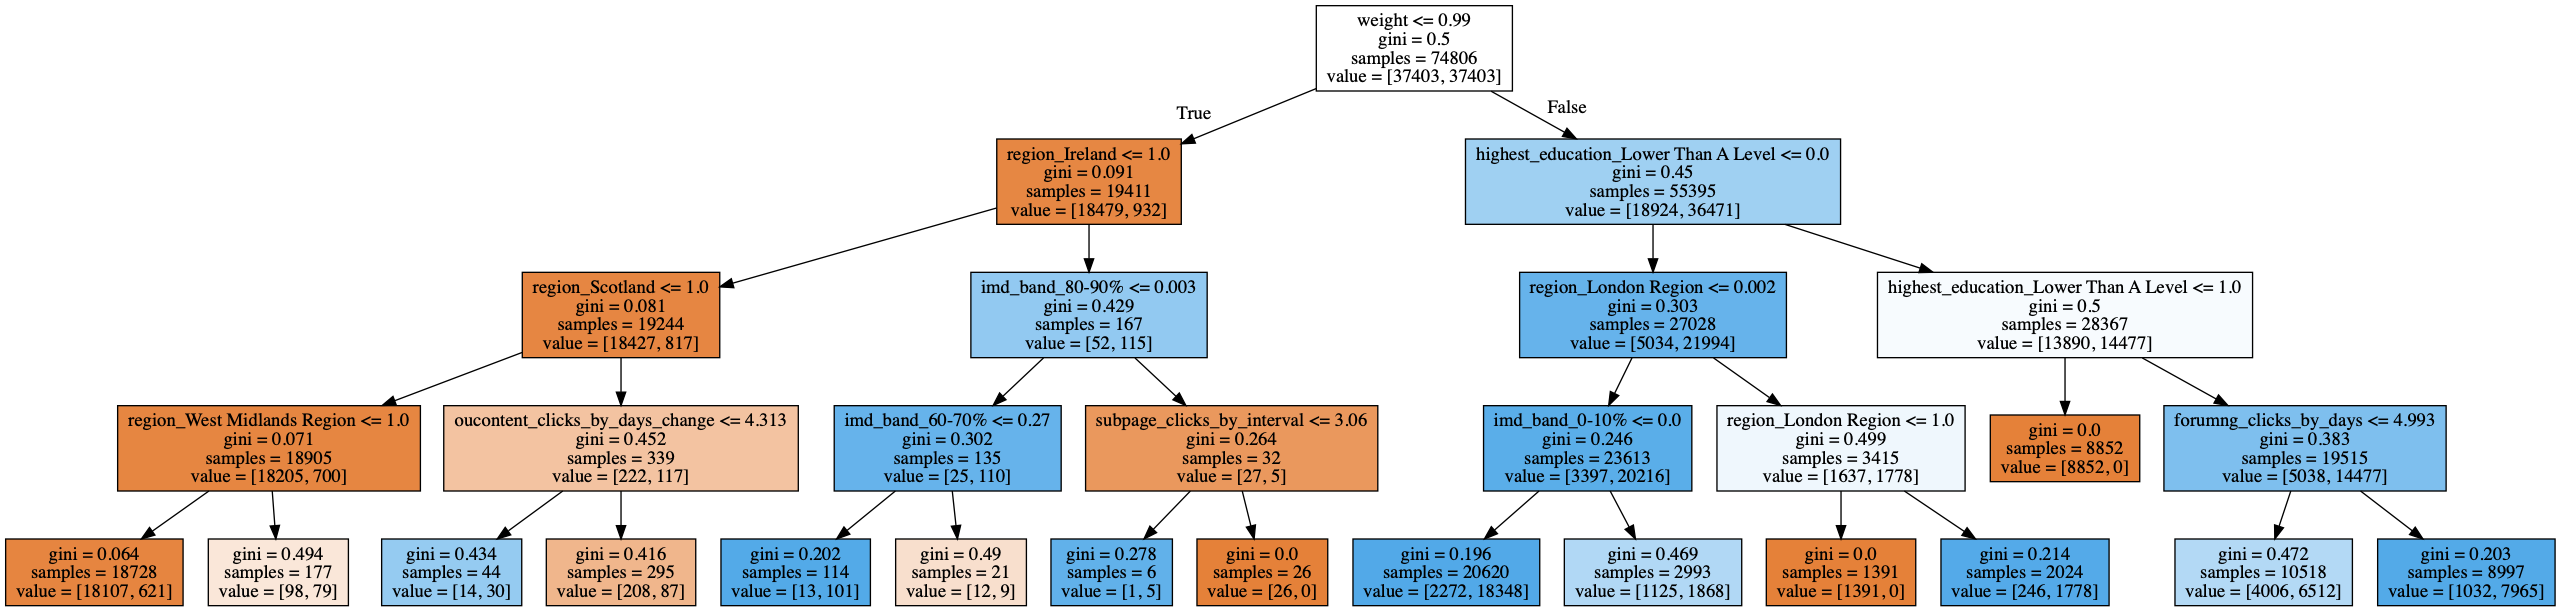 weight <= 0.99
gini = 0.5
samples = 74806
value = [37403, 37403]
True
False
region_Ireland <= 1.0
gini = 0.091
samples = 19411
value = [18479, 932]
highest_education_Lower Than A Level <= 0.0
gini = 0.45
samples = 55395
value = [18924, 36471]
region_Scotland <= 1.0
gini = 0.081
samples = 19244
value = [18427, 817]
imd_band_80-90% <= 0.003
gini = 0.429
samples = 167
value = [52, 115]
region_London Region <= 0.002
gini = 0.303
samples = 27028
value = [5034, 21994]
highest_education_Lower Than A Level <= 1.0
gini = 0.5
samples = 28367
value = [13890, 14477]
region_West Midlands Region <= 1.0
gini = 0.071
samples = 18905
value = [18205, 700]
oucontent_clicks_by_days_change <= 4.313
gini = 0.452
samples = 339
value = [222, 117]
imd_band_60-70% <= 0.27
gini = 0.302
samples = 135
value = [25, 110]
subpage_clicks_by_interval <= 3.06
gini = 0.264
samples = 32
value = [27, 5]
imd_band_0-10% <= 0.0
gini = 0.246
samples = 23613
value = [3397, 20216]
region_London Region <= 1.0
gini = 0.499
samples = 3415
value = [1637, 1778]
gini = 0.0
samples = 8852
value = [8852, 0]
forumng_clicks_by_days <= 4.993
gini = 0.383
samples = 19515
value = [5038, 14477]
gini = 0.064
samples = 18728
value = [18107, 621]
gini = 0.494
samples = 177
value = [98, 79]
gini = 0.434
samples = 44
value = [14, 30]
gini = 0.416
samples = 295
value = [208, 87]
gini = 0.202
samples = 114
value = [13, 101]
gini = 0.49
samples = 21
value = [12, 9]
gini = 0.278
samples = 6
value = [1, 5]
gini = 0.0
samples = 26
value = [26, 0]
gini = 0.196
samples = 20620
value = [2272, 18348]
gini = 0.469
samples = 2993
value = [1125, 1868]
gini = 0.0
samples = 1391
value = [1391, 0]
gini = 0.214
samples = 2024
value = [246, 1778]
gini = 0.472
samples = 10518
value = [4006, 6512]
gini = 0.203
samples = 8997
value = [1032, 7965]